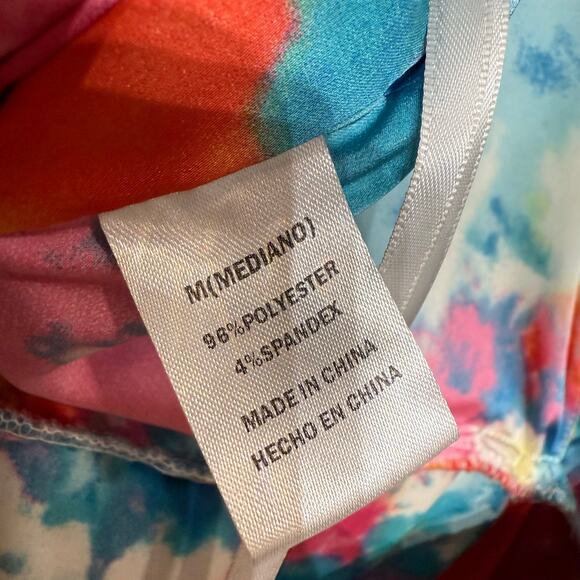 M(MEDIANO)
96%POLYESTER
4%SPANDEX
MADE IN CHINA
HECHO EN CHINA